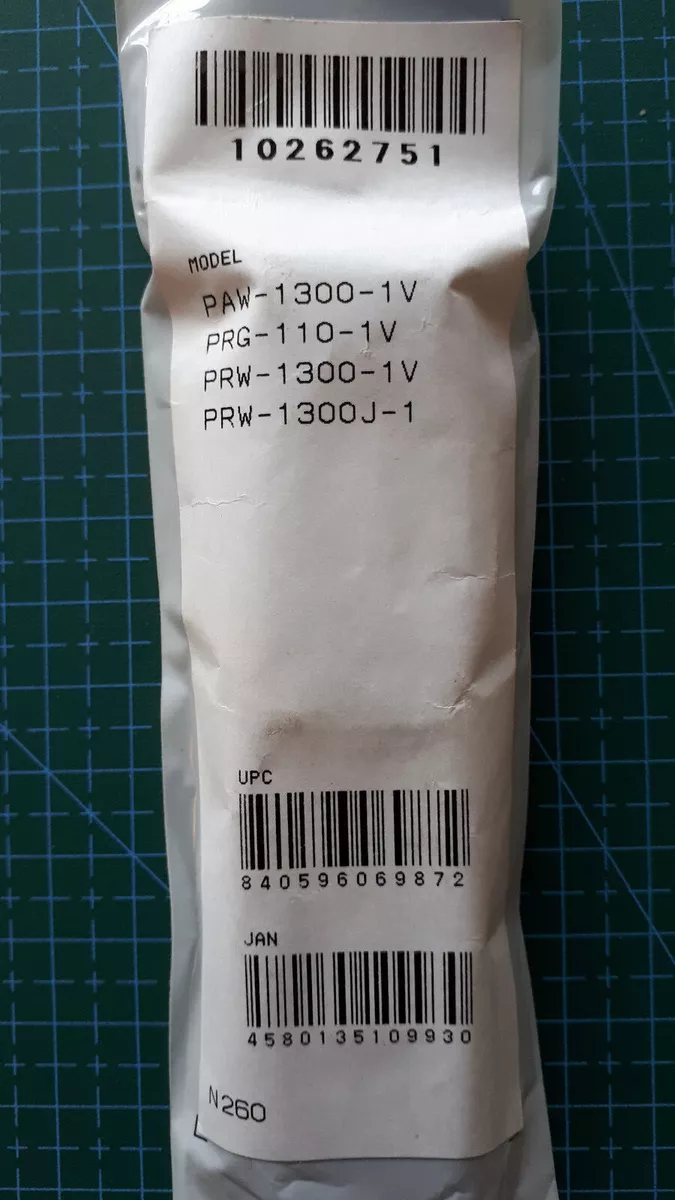 10262751
MODEL
PAW-1300-1V
PRG-110-1V
PRW-1300-1V
PRW-1300J-1
UPC
840596069872
JAN
4580135109930
N260